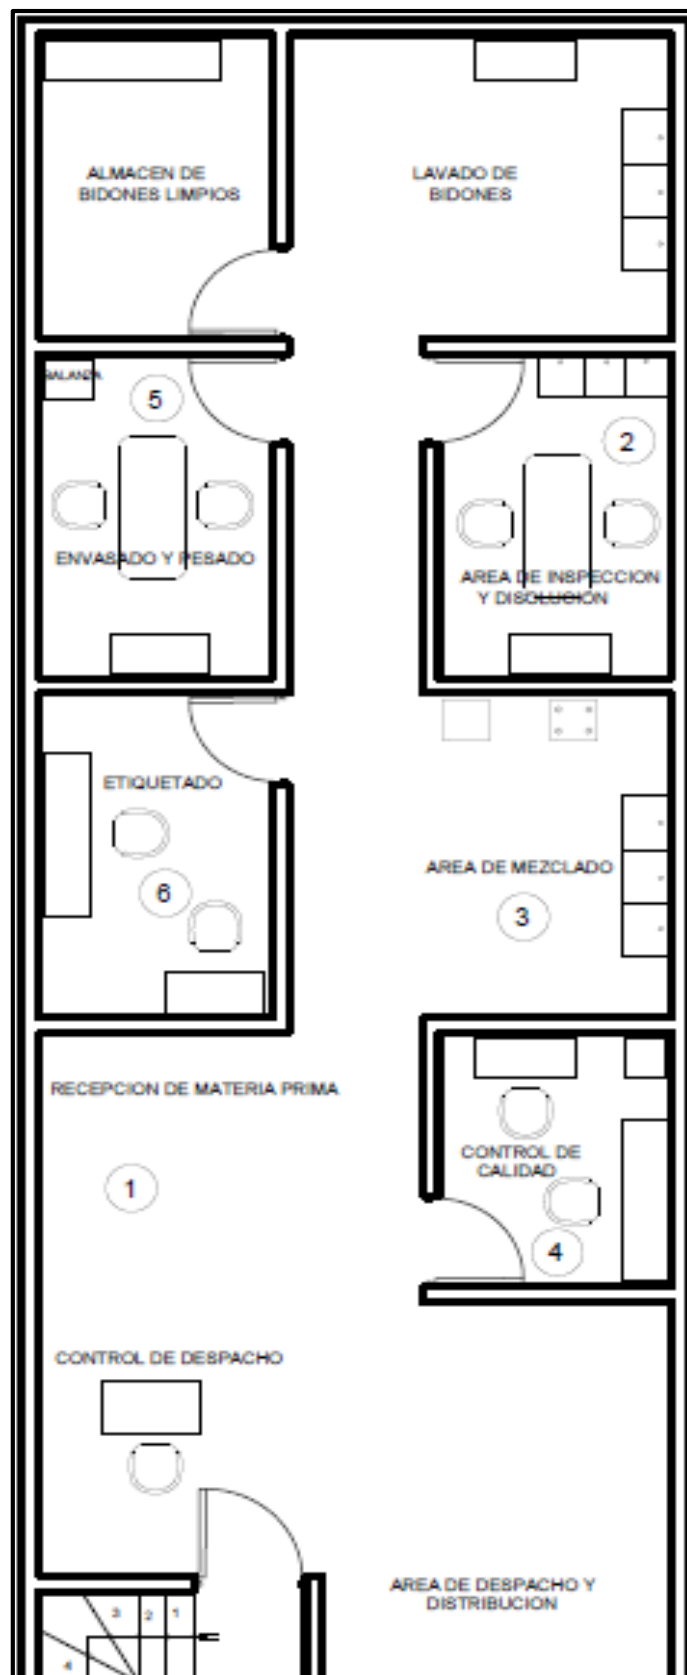 ALMACEN DE
BIDONES LIMPIOS
LAVADO DE
BIDONES
BALANZA
5
2
ENVASADO Y PESADO
AREA DE INSPECCION
Y DISOLUCION
ETIQUETADO
6
AREA DE MEZCLADO
3
RECEPCION DE MATERIA PRIMA
1
CONTROL DE
CALIDAD
4
CONTROL DE DESPACHO
AREA DE DESPACHO Y
DISTRIBUCION
3 2 1
4